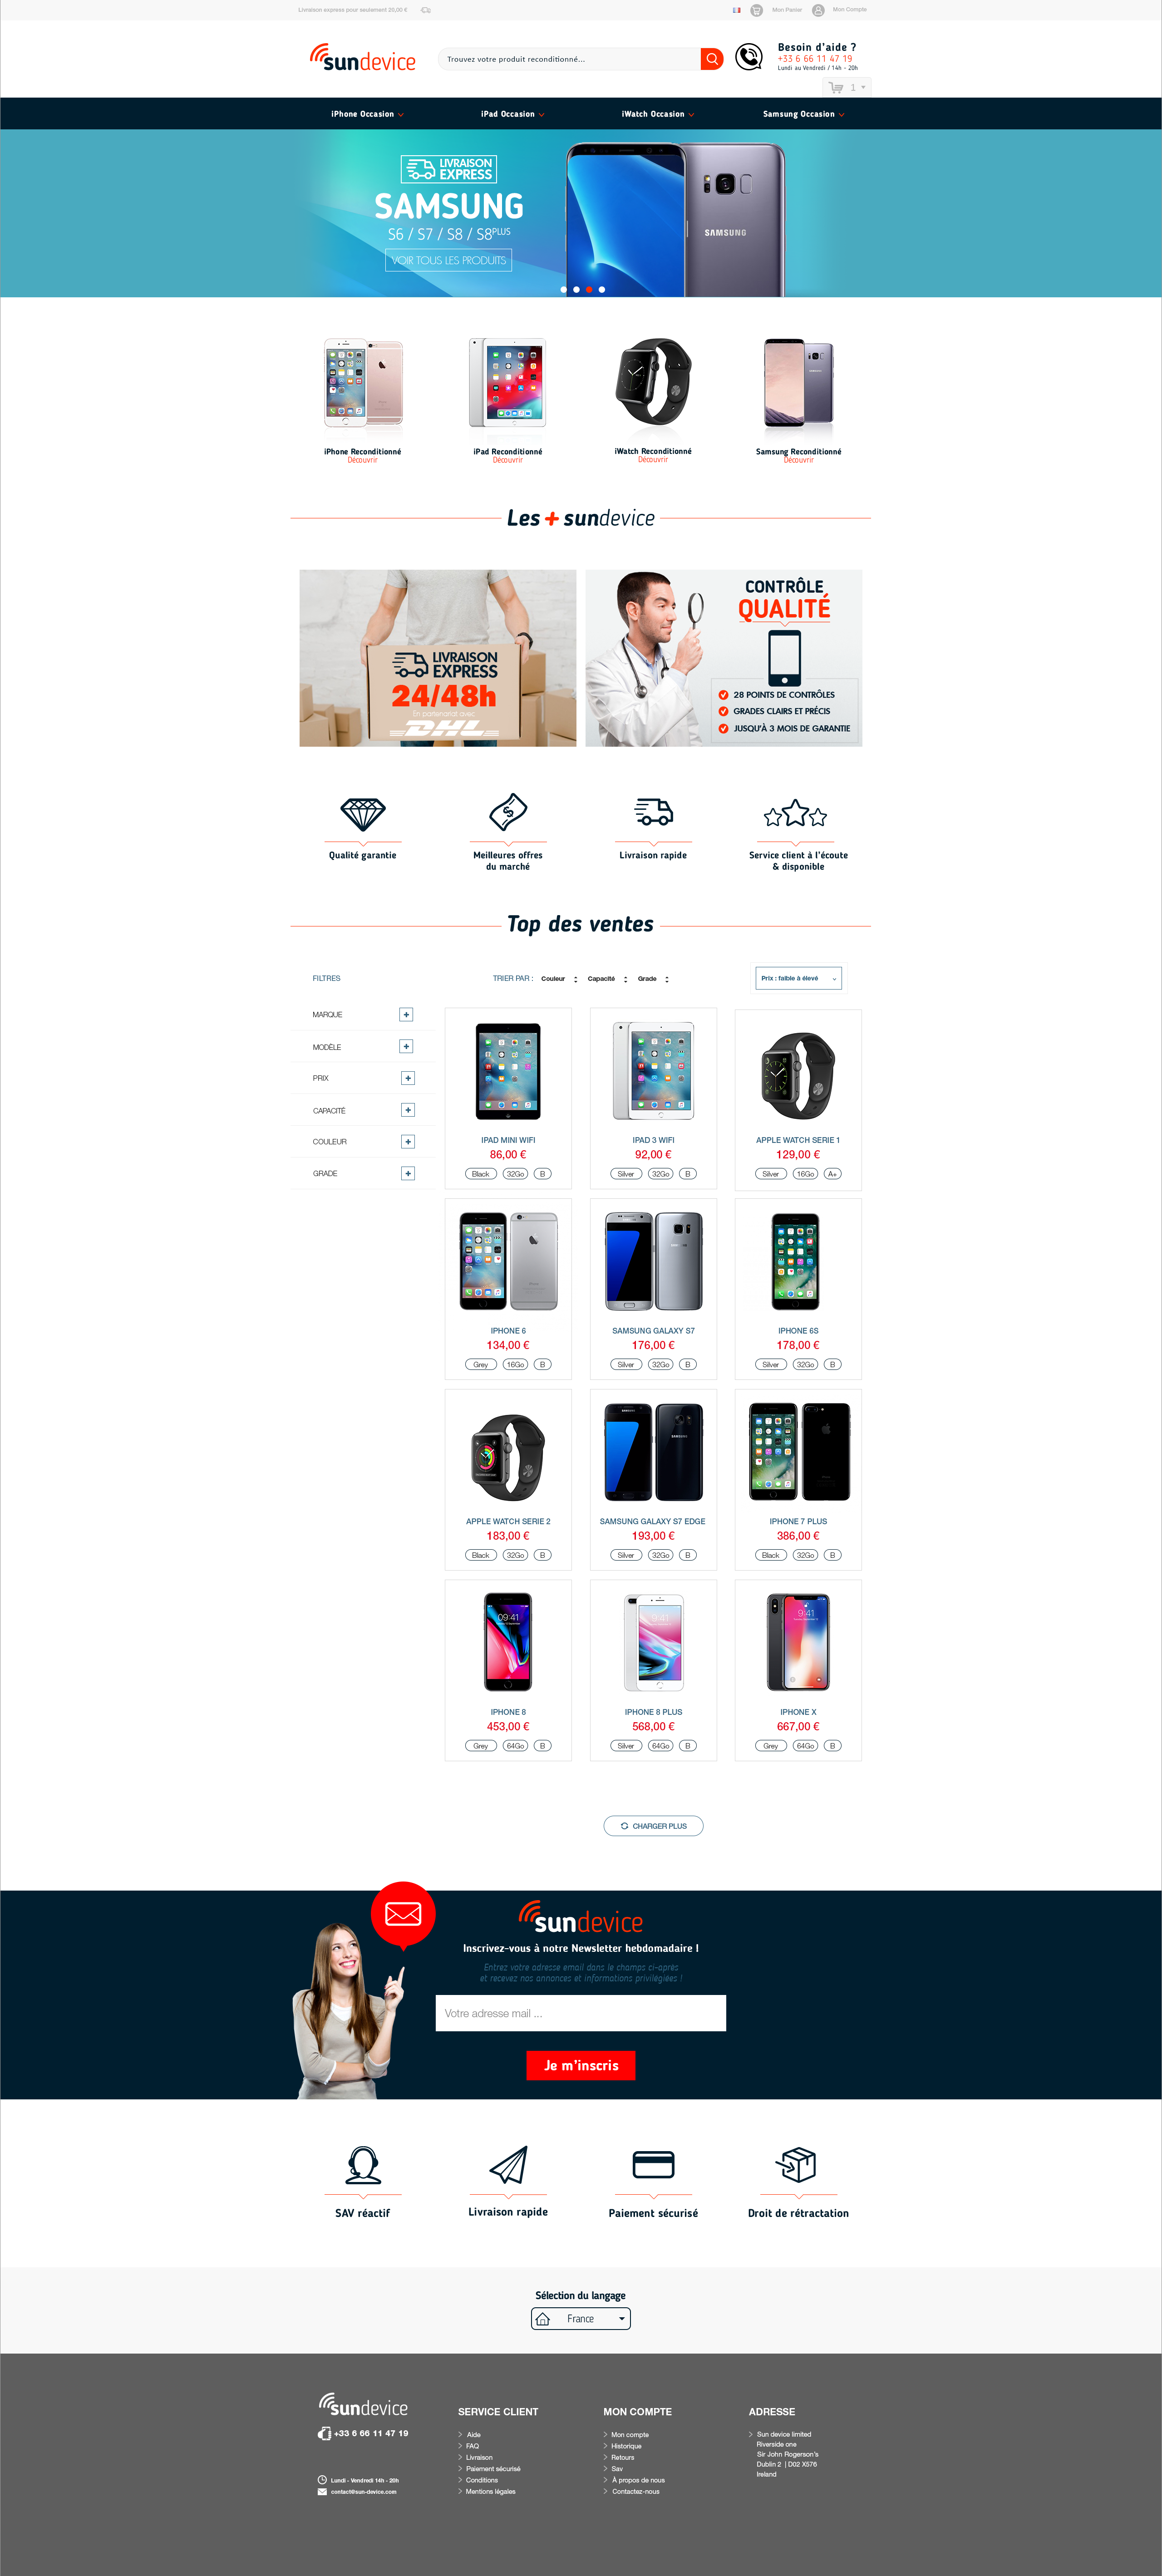 Livraison express pour seulement 20,00 €
Mon Panier
Mon Compte
sundevice
Trouvez votre produit reconditionné...
Besoin d'aide ?
+33 6 66 11 47 19
Lundi au Vendredi / 14h - 20h
1
iPhone Occasion
iPad Occasion
iWatch Occasion
Samsung Occasion
LIVRAISON
EXPRESS
SAMSUNG
S6 / S7 / S8 / S8PLUS
VOIR TOUS LES PRODUITS
SAMSUNG
iPhone Reconditionné
Découvrir
iPad Reconditionné
Découvrir
iWatch Reconditionné
Découvrir
Samsung Reconditionné
Découvrir
Les + sundevice
LIVRAISON
EXPRESS
24/48h
En partenariat avec
DHL
CONTRÔLE
QUALITÉ
28 POINTS DE CONTRÔLES
GRADES CLAIRS ET PRÉCIS
JUSQU'À 3 MOIS DE GARANTIE
Qualité garantie
Meilleures offres
du marché
Livraison rapide
Service client à l'écoute
& disponible
Top des ventes
FILTRES
TRIER PAR :
Couleur
Capacité
Grade
Prix : faible à élevé
MARQUE
MODÈLE
PRIX
CAPACITÉ
COULEUR
GRADE
IPAD MINI WIFI
86,00 €
Black
32Go
B
IPAD 3 WIFI
92,00 €
Silver
32Go
B
APPLE WATCH SERIE 1
129,00 €
Silver
16Go
A+
IPHONE 6
134,00 €
Grey
16Go
B
SAMSUNG GALAXY S7
176,00 €
Silver
32Go
B
IPHONE 6S
178,00 €
Silver
32Go
B
APPLE WATCH SERIE 2
183,00 €
Black
32Go
B
SAMSUNG GALAXY S7 EDGE
193,00 €
Silver
32Go
B
IPHONE 7 PLUS
386,00 €
Black
32Go
B
09:41
IPHONE 8
453,00 €
Grey
64Go
B
9:41
IPHONE 8 PLUS
568,00 €
Silver
64Go
B
9:41
IPHONE X
667,00 €
Grey
64Go
B
CHARGER PLUS
sundevice
Inscrivez-vous à notre Newsletter hebdomadaire !
Entrez votre adresse email dans le champs ci-après
et recevez nos annonces et informations privilégiées !
Votre adresse mail ...
Je m'inscris
SAV réactif
Livraison rapide
Paiement sécurisé
Droit de rétractation
Sélection du langage
France
sundevice
+33 6 66 11 47 19
Lundi - Vendredi 14h - 20h
contact@sun-device.com
SERVICE CLIENT
Aide
FAQ
Livraison
Paiement sécurisé
Conditions
Mentions légales
MON COMPTE
Mon compte
Historique
Retours
Sav
À propos de nous
Contactez-nous
ADRESSE
Sun device limited
Riverside one
Sir John Rogerson's
Dublin 2 | D02 X576
Ireland